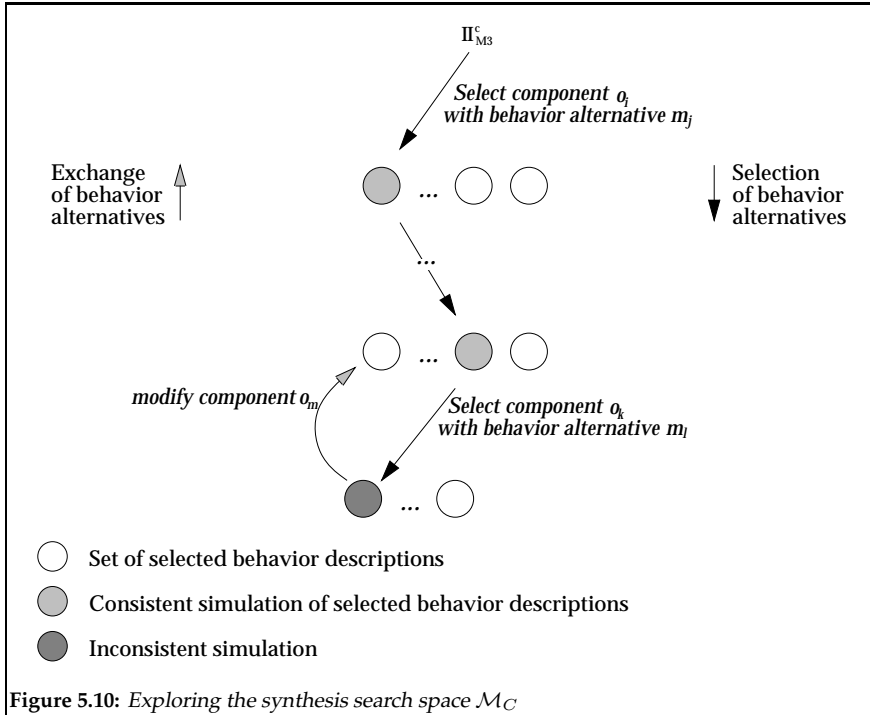 II^c_M3
Select component o_i
with behavior alternative m_j
Exchange
of behavior
alternatives
...
Selection
of behavior
alternatives
...
...
modify component o_m
Select component o_k
with behavior alternative m_l
...
Set of selected behavior descriptions
Consistent simulation of selected behavior descriptions
Inconsistent simulation
Figure 5.10: Exploring the synthesis search space M_C